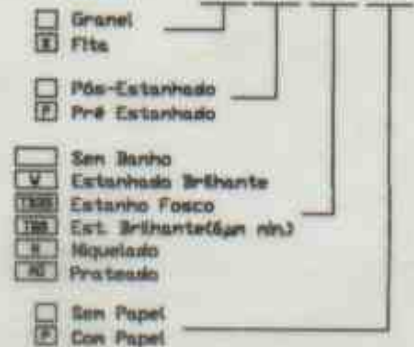 Granel
Fita
Pós-Estanhado
P Pré Estanhado
Sem Banho
W Estanhado Brilhante
Estanho Fosco
Est. Brilhante(6µm min.)
Niquelado
Prateado
Sem Papel
P Com Papel